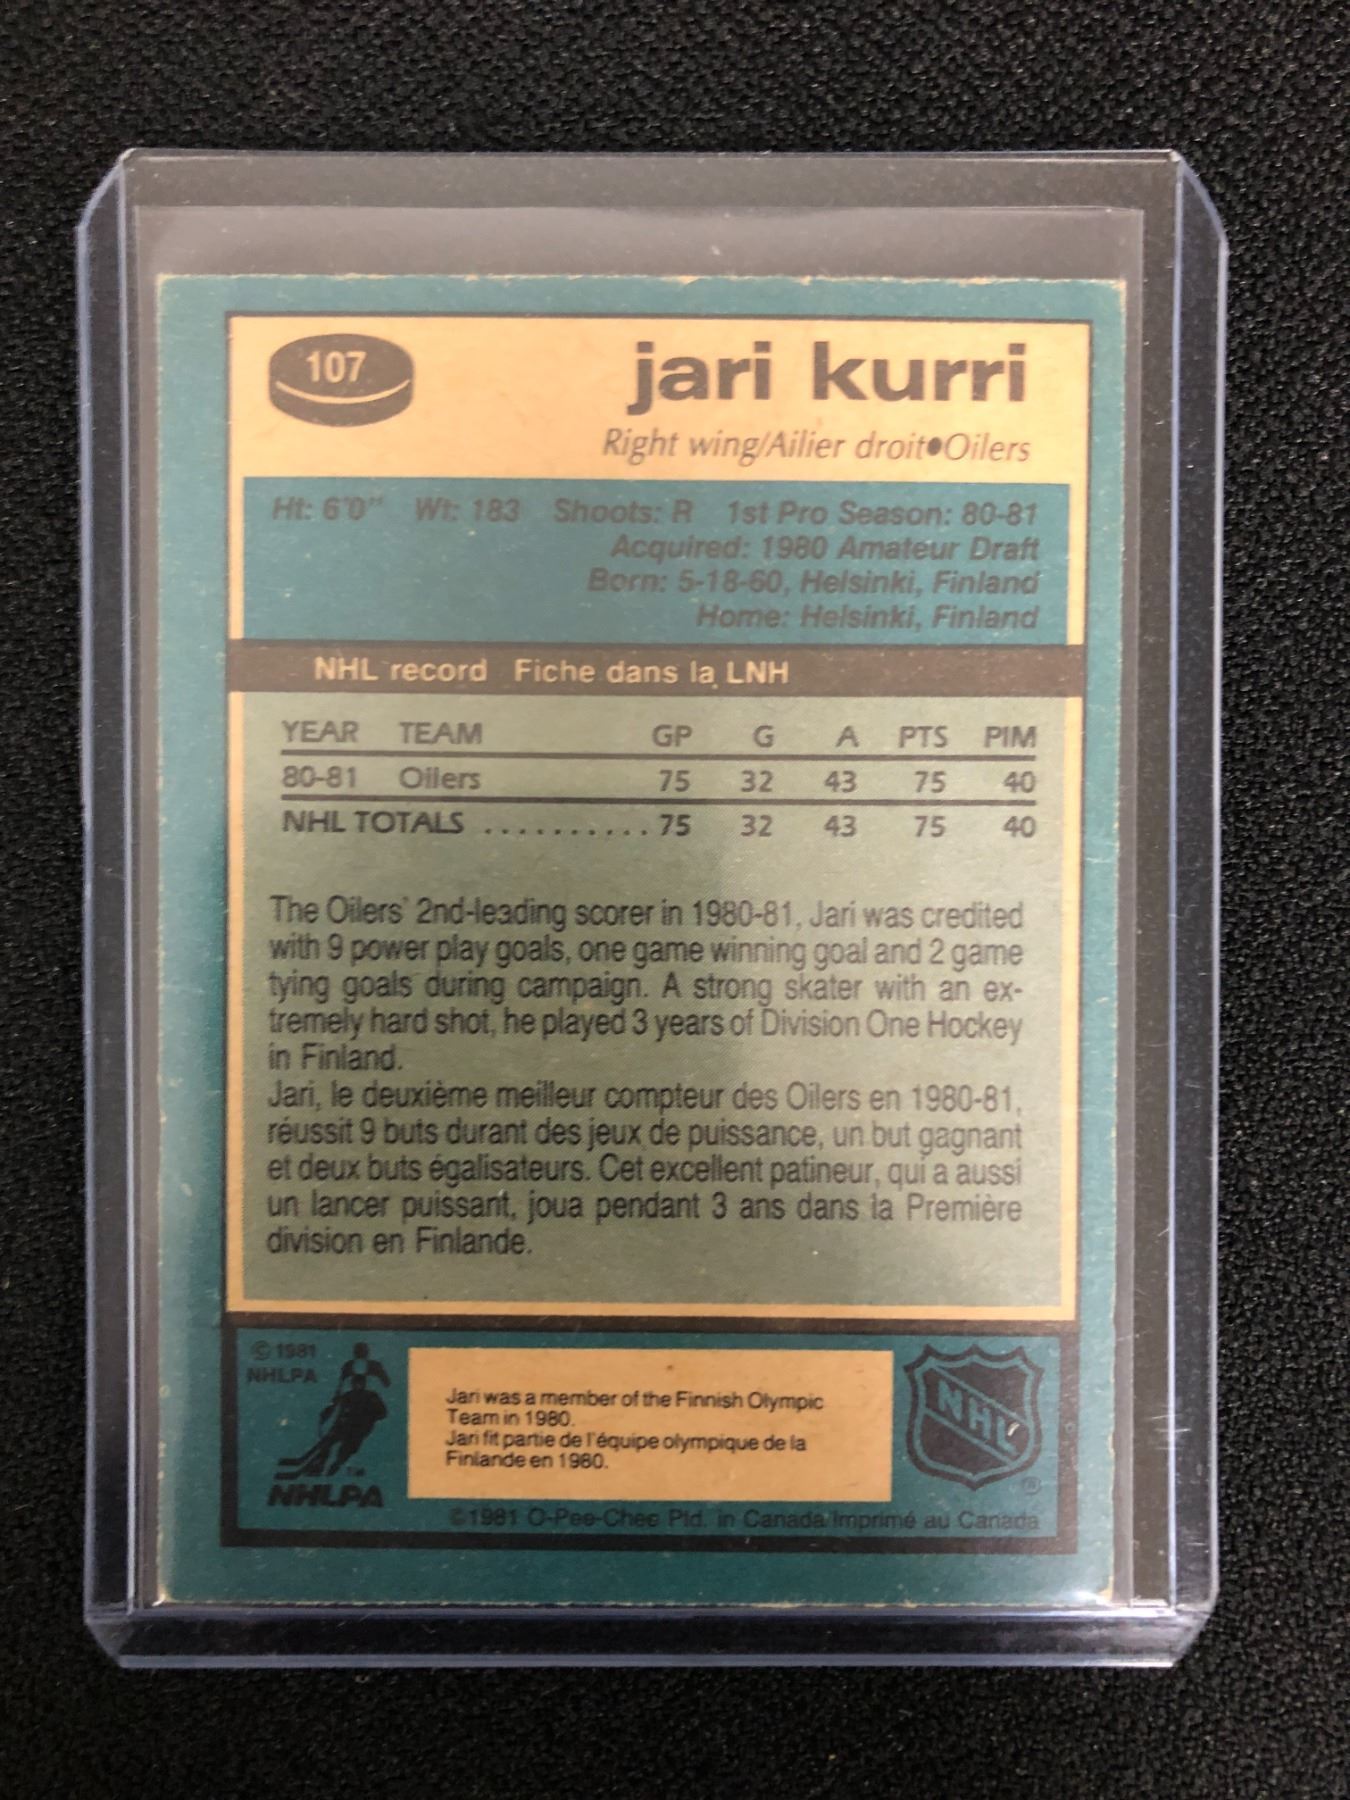 107
jari kurri
Right wing/Ailier droit•Oilers
Ht: 6'0" Wt: 183 Shoots: R 1st Pro Season: 80-81
Acquired: 1980 Amateur Draft
Born: 5-18-60, Helsinki, Finland
Home: Helsinki, Finland
NHL record Fiche dans la LNH
YEAR TEAM GP G A PTS PIM
80-81 Oilers 75 32 43 75 40
NHL TOTALS .......... 75 32 43 75 40
The Oilers' 2nd-leading scorer in 1980-81, Jari was credited
with 9 power play goals, one game winning goal and 2 game
tying goals during campaign. A strong skater with an ex-
tremely hard shot, he played 3 years of Division One Hockey
in Finland.
Jari, le deuxième meilleur compteur des Oilers en 1980-81,
réussit 9 buts durant des jeux de puissance, un but gagnant
et deux buts égalisateurs. Cet excellent patineur, qui a aussi
un lancer puissant, joua pendant 3 ans dans la Première
division en Finlande.
© 1981
NHLPA
TM
NHLPA
Jari was a member of the Finnish Olympic
Team in 1980.
Jari fit partie de l'équipe olympique de la
Finlande en 1980.
NHL
®
©1981 O-Pee-Chee Ptd. in Canada/Imprimé au Canada